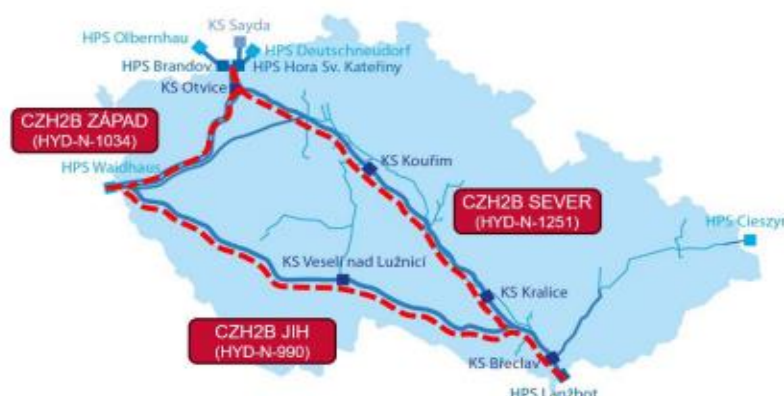 KS Sayda
HPS Olbernhau
HPS Deutschneudorf
HPS Brandov
HPS Hora Sv. Kateřiny
KS Otvice
CZH2B ZÁPAD
(HYD-N-1034)
HPS Waidhaus
KS Kouřim
CZH2B SEVER
(HYD-N-1251)
HPS Cieszyn
KS Veselí nad Lužnicí
KS Kralice
CZH2B JIH
(HYD-N-990)
KS Břeclav
HPS Lanžhot